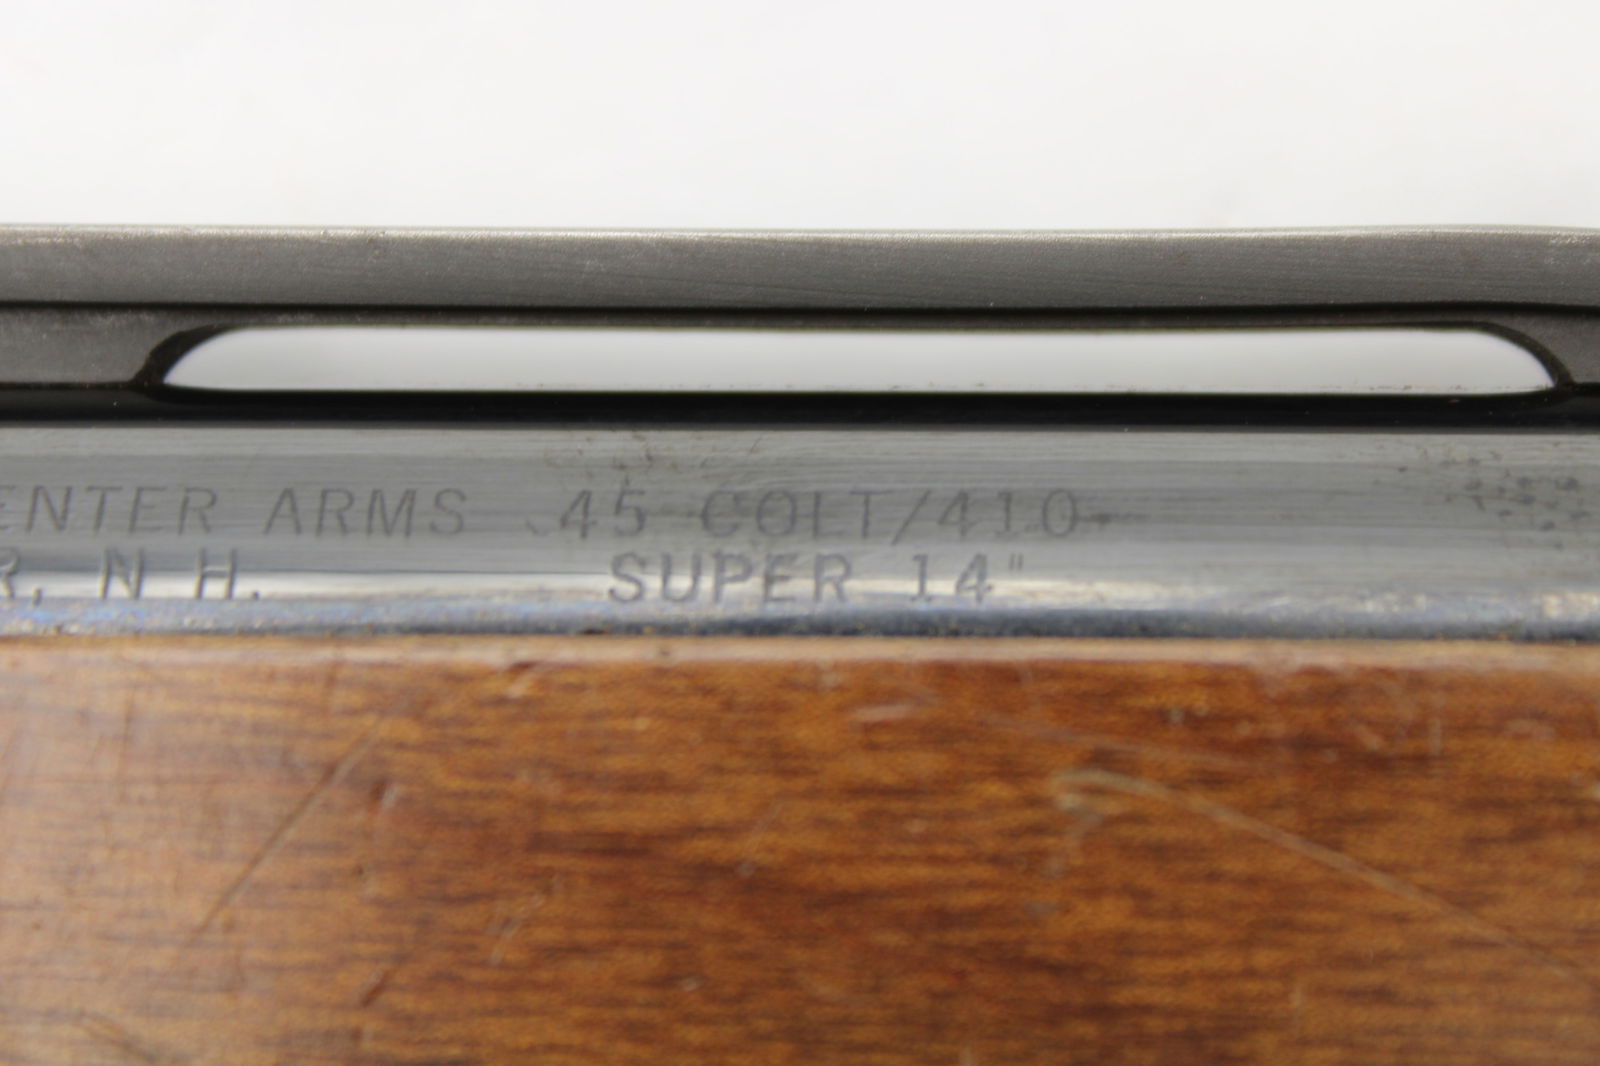 ENTER ARMS .45 COLT/410
R, N H. SUPER 14"